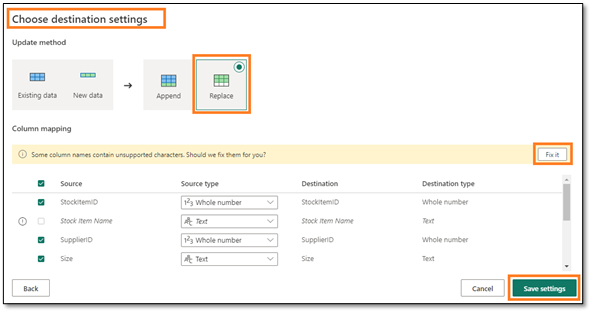 Choose destination settings
Update method
Existing data New data → Append Replace
Column mapping
Some column names contain unsupported characters. Should we fix them for you? Fix it
Source Source type Destination Destination type
StockItemID 123 Whole number StockItemID Whole number
Stock Item Name Text Stock Item Name Text
SupplierID 123 Whole number SupplierID Whole number
Size Text Size Text
Back Cancel Save settings